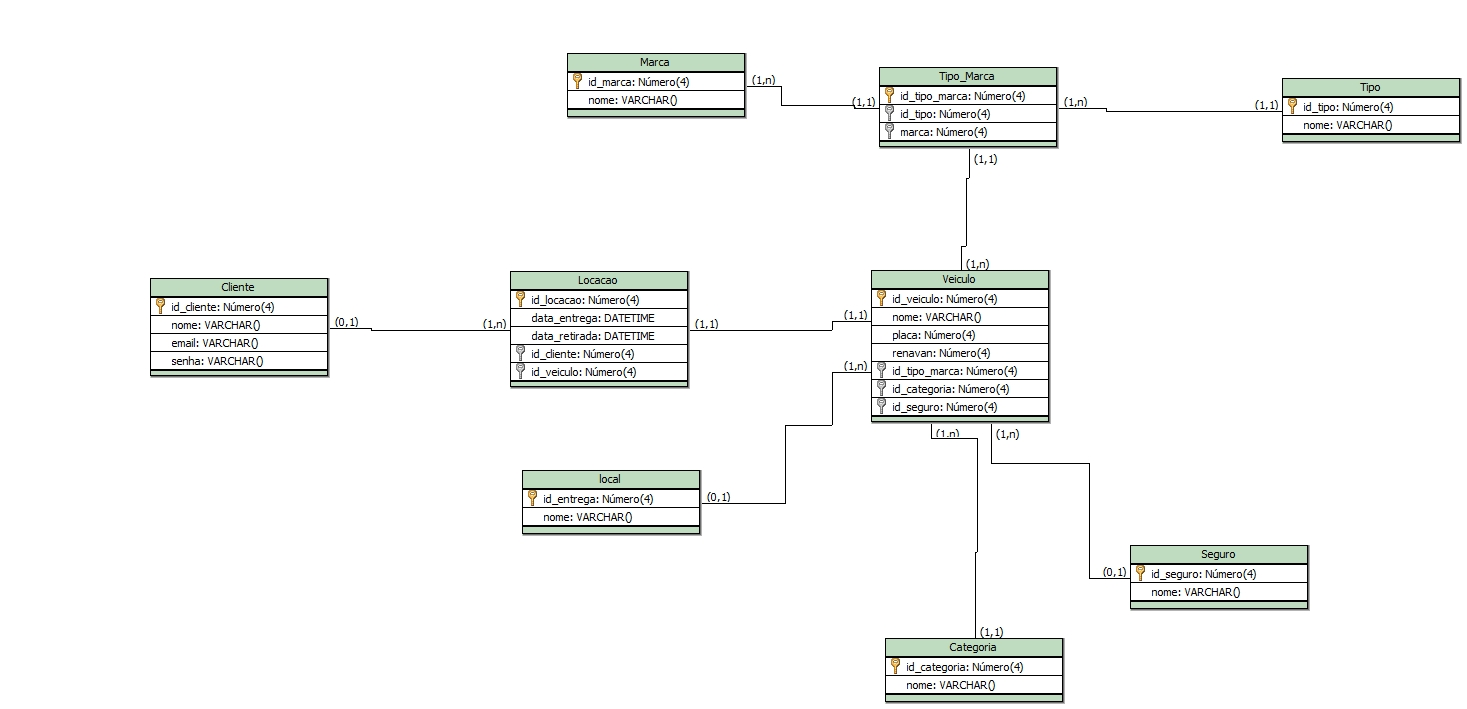 Marca
id_marca: Número(4)
nome: VARCHAR()
(1,n)
(1,1)
Tipo_Marca
id_tipo_marca: Número(4)
id_tipo: Número(4)
marca: Número(4)
(1,n)
(1,1)
Tipo
id_tipo: Número(4)
nome: VARCHAR()
(1,1)
(1,n)
Cliente
id_cliente: Número(4)
nome: VARCHAR()
email: VARCHAR()
senha: VARCHAR()
(0,1)
(1,n)
Locacao
id_locacao: Número(4)
data_entrega: DATETIME
data_retirada: DATETIME
id_cliente: Número(4)
id_veiculo: Número(4)
(1,1)
(1,1)
Veiculo
id_veiculo: Número(4)
nome: VARCHAR()
placa: Número(4)
renavan: Número(4)
id_tipo_marca: Número(4)
id_categoria: Número(4)
id_seguro: Número(4)
(1,n)
(1,n)
(1,n)
local
id_entrega: Número(4)
nome: VARCHAR()
(0,1)
Seguro
id_seguro: Número(4)
nome: VARCHAR()
(0,1)
(1,1)
Categoria
id_categoria: Número(4)
nome: VARCHAR()